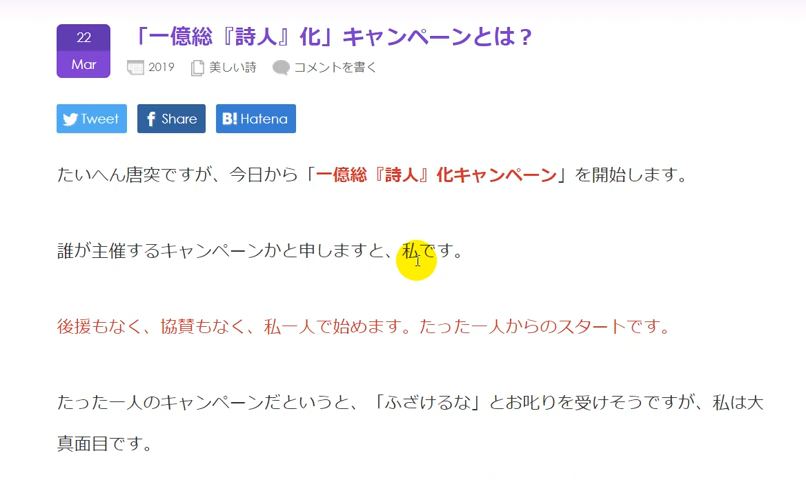 22
Mar
「一億総『詩人』化」キャンペーンとは？
2019 美しい詩 コメントを書く
Tweet Share B! Hatena
たいへん唐突ですが、今日から「一億総『詩人』化キャンペーン」を開始します。
誰が主催するキャンペーンかと申しますと、私です。
後援もなく、協賛もなく、私一人で始めます。たった一人からのスタートです。
たった一人のキャンペーンだというと、「ふざけるな」とお叱りを受けそうですが、私は大
真面目です。